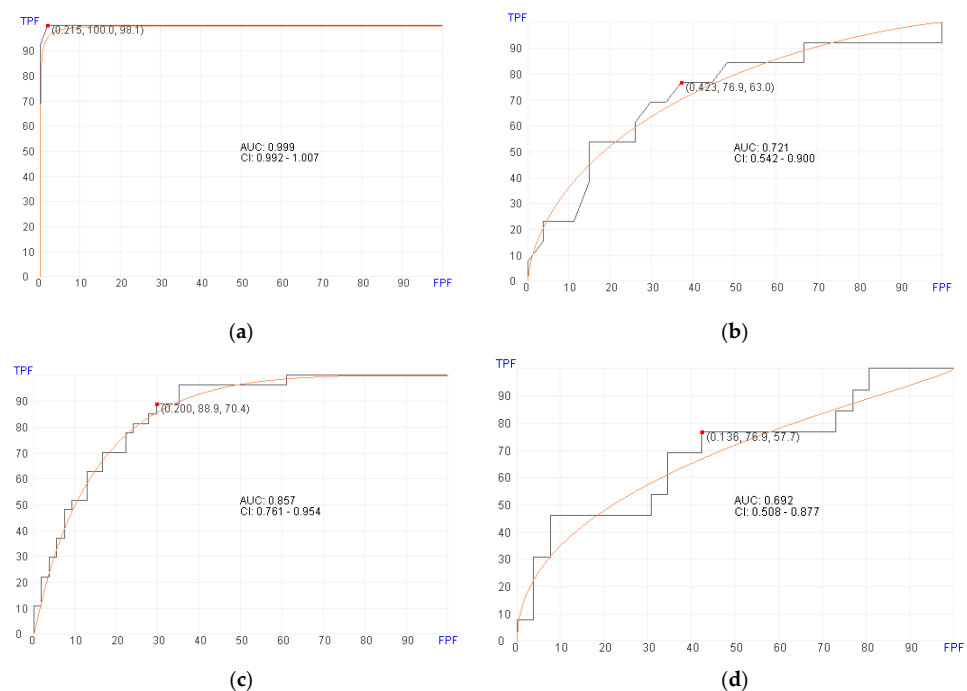 TPF
90
80
70
60
50
40
30
20
10
0
0 10 20 30 40 50 60 70 80 90 FPF
(0.215, 100.0, 98.1)
AUC: 0.999
CI: 0.992 - 1.007
(a)
TPF
90
80
70
60
50
40
30
20
10
0
0 10 20 30 40 50 60 70 80 90 FPF
(0.423, 76.9, 63.0)
AUC: 0.721
CI: 0.542 - 0.900
(b)
TPF
90
80
70
60
50
40
30
20
10
0
0 10 20 30 40 50 60 70 80 90 FPF
(0.200, 88.9, 70.4)
AUC: 0.857
CI: 0.761 - 0.954
(c)
TPF
90
80
70
60
50
40
30
20
10
0
0 10 20 30 40 50 60 70 80 90 FPF
(0.136, 76.9, 57.7)
AUC: 0.692
CI: 0.508 - 0.877
(d)